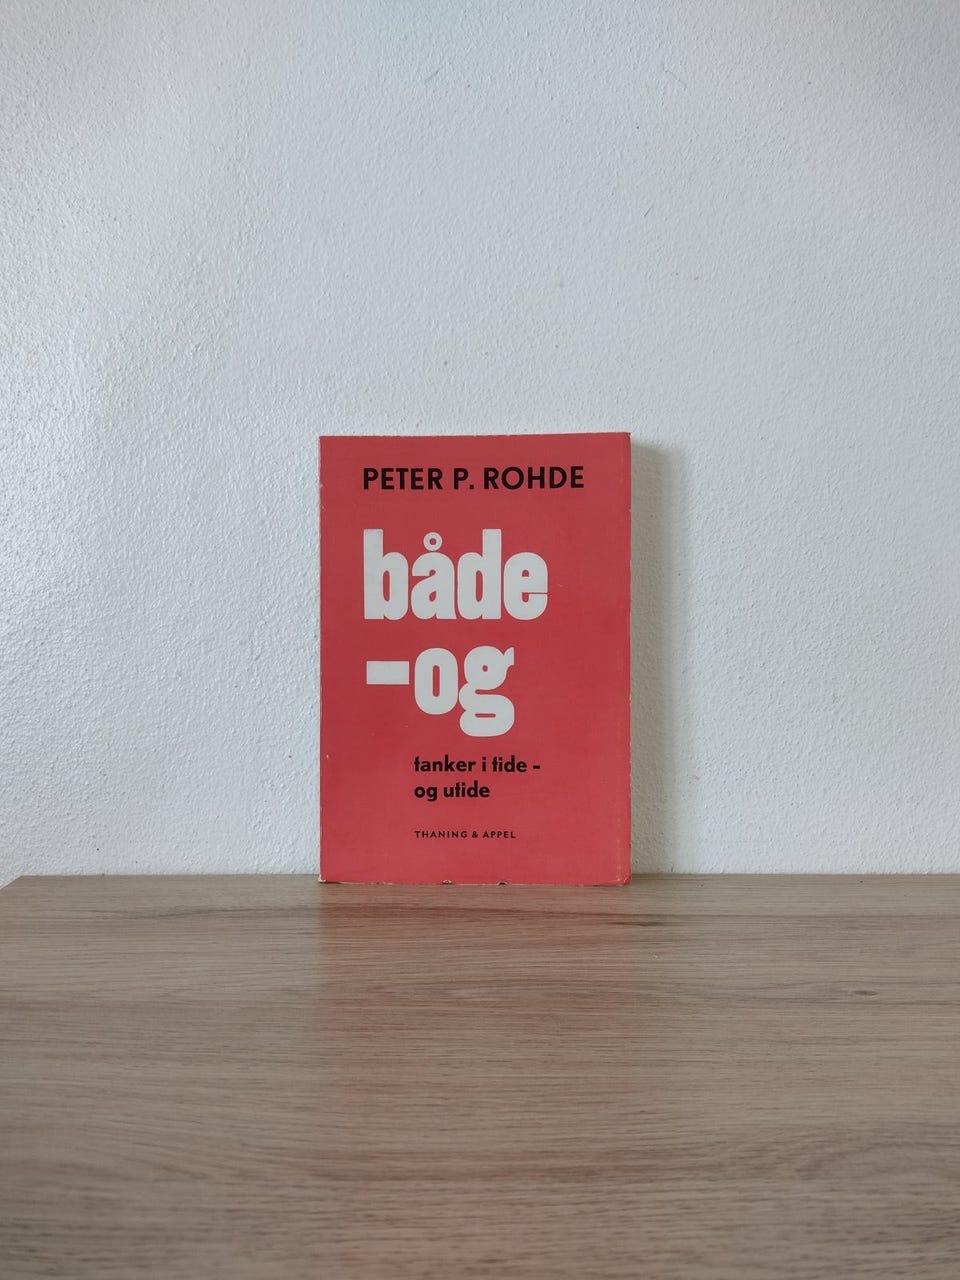 PETER P. ROHDE
både
-og
tanker i tide -
og utide
THANING & APPEL